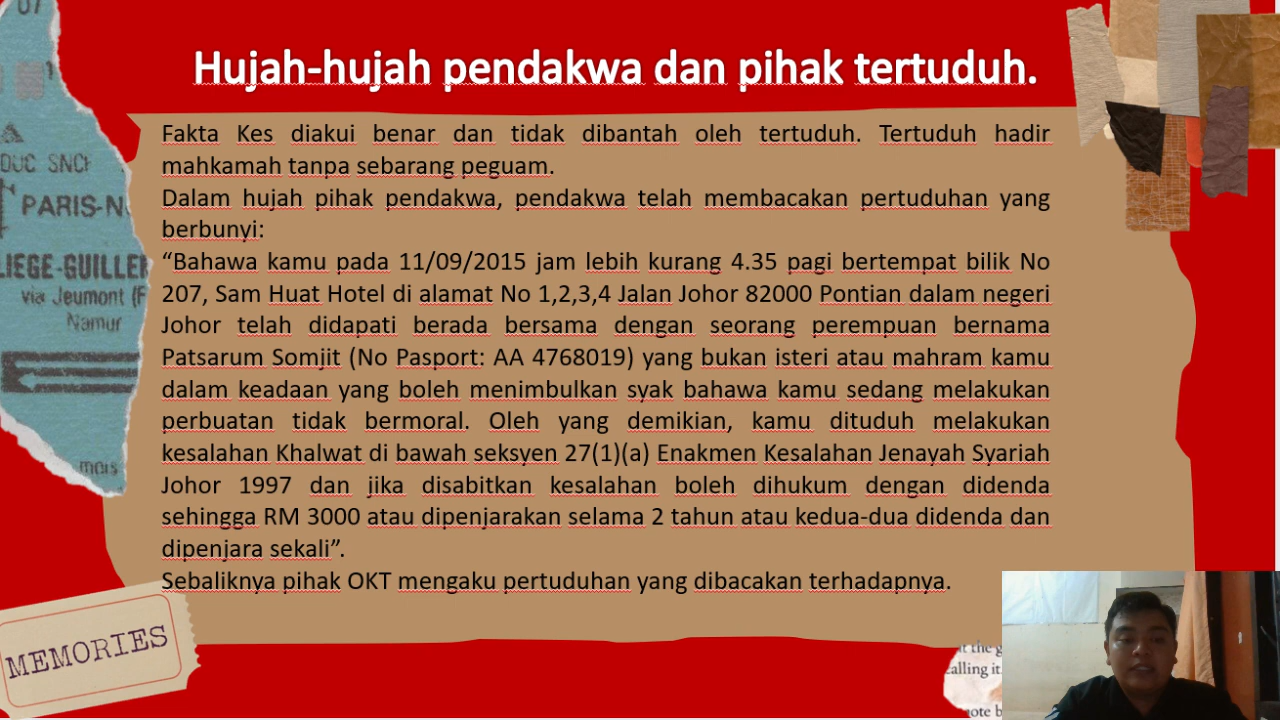 07
Hujah-hujah pendakwa dan pihak tertuduh.
DUC SNCF
PARIS-N
LIEGE-GUILLE
via Jeumont (F
Namur
mois
Fakta Kes diakui benar dan tidak dibantah oleh tertuduh. Tertuduh hadir
mahkamah tanpa sebarang peguam.
Dalam hujah pihak pendakwa, pendakwa telah membacakan pertuduhan yang
berbunyi:
“Bahawa kamu pada 11/09/2015 jam lebih kurang 4.35 pagi bertempat bilik No
207, Sam Huat Hotel di alamat No 1,2,3,4 Jalan Johor 82000 Pontian dalam negeri
Johor telah didapati berada bersama dengan seorang perempuan bernama
Patsarum Somjit (No Pasport: AA 4768019) yang bukan isteri atau mahram kamu
dalam keadaan yang boleh menimbulkan syak bahawa kamu sedang melakukan
perbuatan tidak bermoral. Oleh yang demikian, kamu dituduh melakukan
kesalahan Khalwat di bawah seksyen 27(1)(a) Enakmen Kesalahan Jenayah Syariah
Johor 1997 dan jika disabitkan kesalahan boleh dihukum dengan didenda
sehingga RM 3000 atau dipenjarakan selama 2 tahun atau kedua-dua didenda dan
dipenjara sekali”.
Sebaliknya pihak OKT mengaku pertuduhan yang dibacakan terhadapnya.
MEMORIES
the g
alling it
note b